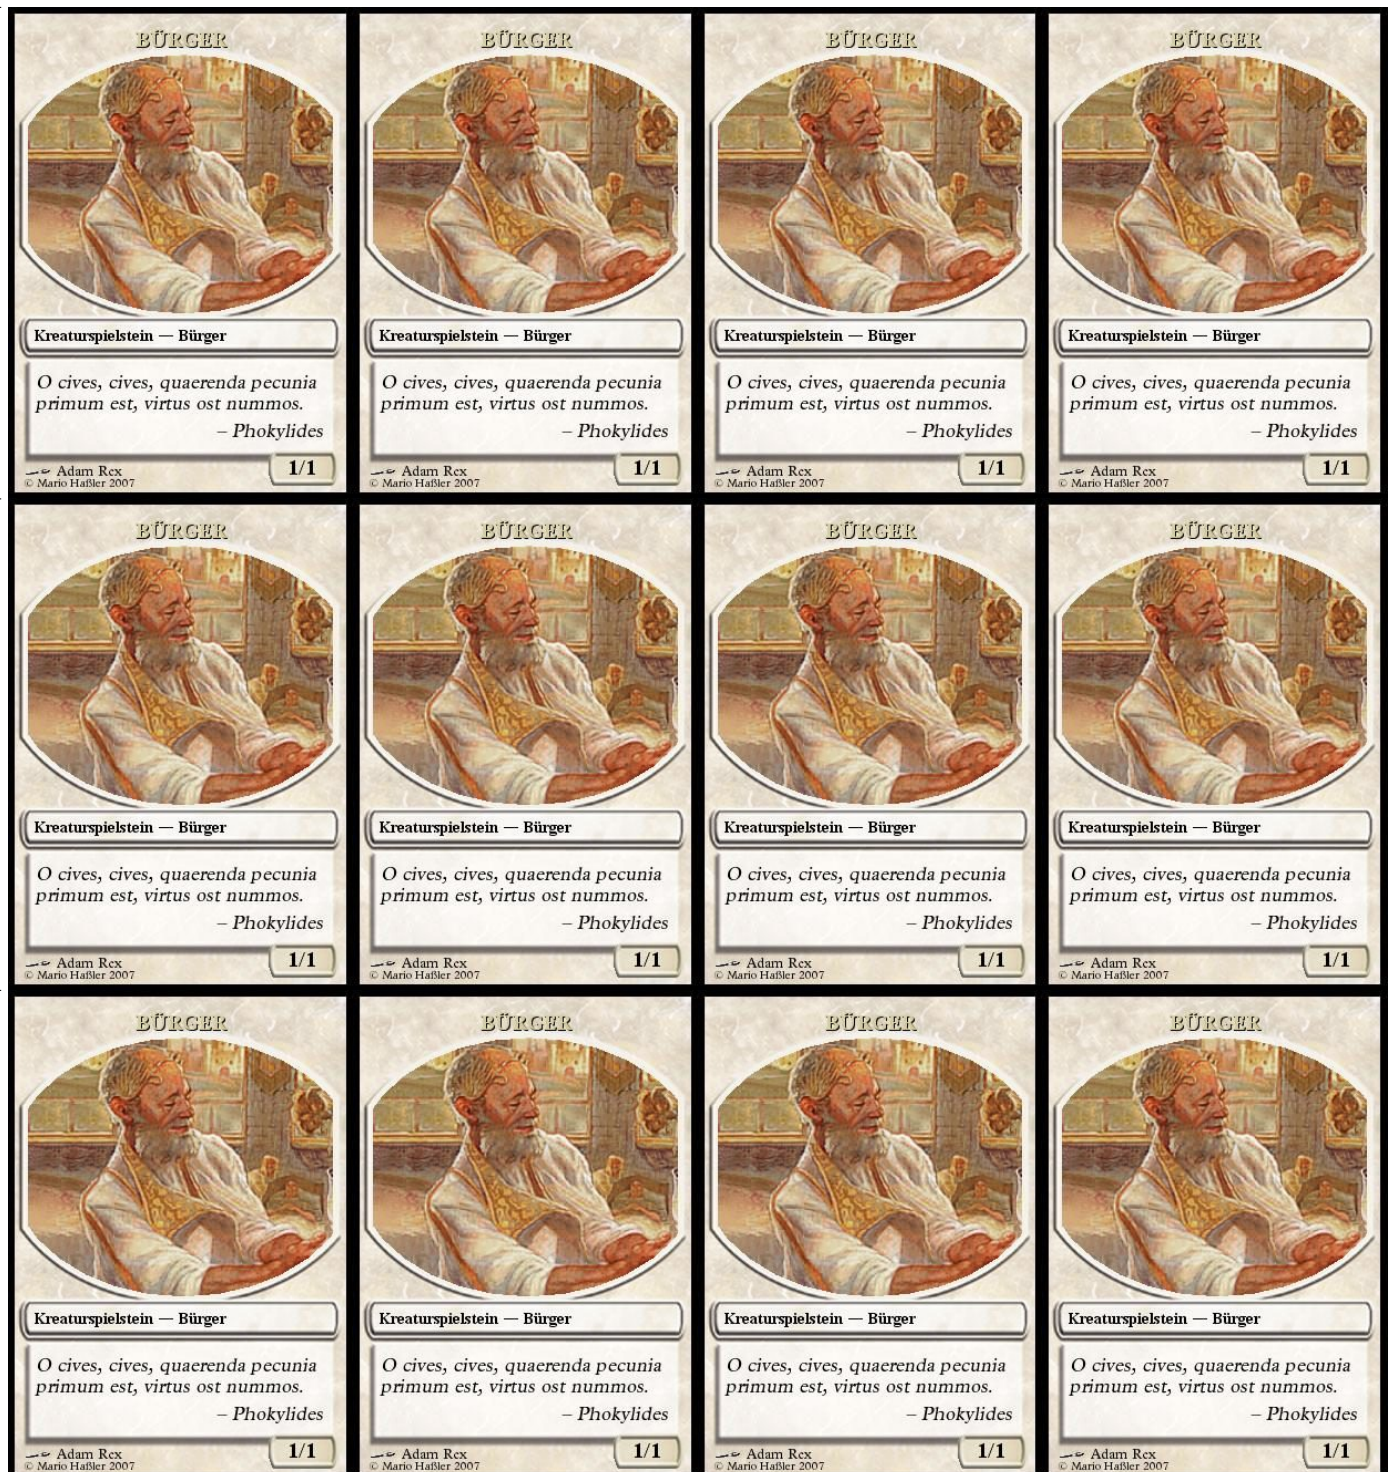 BÜRGER BÜRGER BÜRGER BÜRGER
Kreaturspielstein — Bürger Kreaturspielstein — Bürger Kreaturspielstein — Bürger Kreaturspielstein — Bürger
O cives, cives, quaerenda pecunia O cives, cives, quaerenda pecunia O cives, cives, quaerenda pecunia O cives, cives, quaerenda pecunia
primum est, virtus ost nummos. primum est, virtus ost nummos. primum est, virtus ost nummos. primum est, virtus ost nummos.
– Phokylides – Phokylides – Phokylides – Phokylides
Adam Rex 1/1 Adam Rex 1/1 Adam Rex 1/1 Adam Rex 1/1
© Mario Haßler 2007 © Mario Haßler 2007 © Mario Haßler 2007 © Mario Haßler 2007
BÜRGER BÜRGER BÜRGER BÜRGER
Kreaturspielstein — Bürger Kreaturspielstein — Bürger Kreaturspielstein — Bürger Kreaturspielstein — Bürger
O cives, cives, quaerenda pecunia O cives, cives, quaerenda pecunia O cives, cives, quaerenda pecunia O cives, cives, quaerenda pecunia
primum est, virtus ost nummos. primum est, virtus ost nummos. primum est, virtus ost nummos. primum est, virtus ost nummos.
– Phokylides – Phokylides – Phokylides – Phokylides
Adam Rex 1/1 Adam Rex 1/1 Adam Rex 1/1 Adam Rex 1/1
© Mario Haßler 2007 © Mario Haßler 2007 © Mario Haßler 2007 © Mario Haßler 2007
BÜRGER BÜRGER BÜRGER BÜRGER
Kreaturspielstein — Bürger Kreaturspielstein — Bürger Kreaturspielstein — Bürger Kreaturspielstein — Bürger
O cives, cives, quaerenda pecunia O cives, cives, quaerenda pecunia O cives, cives, quaerenda pecunia O cives, cives, quaerenda pecunia
primum est, virtus ost nummos. primum est, virtus ost nummos. primum est, virtus ost nummos. primum est, virtus ost nummos.
– Phokylides – Phokylides – Phokylides – Phokylides
Adam Rex 1/1 Adam Rex 1/1 Adam Rex 1/1 Adam Rex 1/1
© Mario Haßler 2007 © Mario Haßler 2007 © Mario Haßler 2007 © Mario Haßler 2007